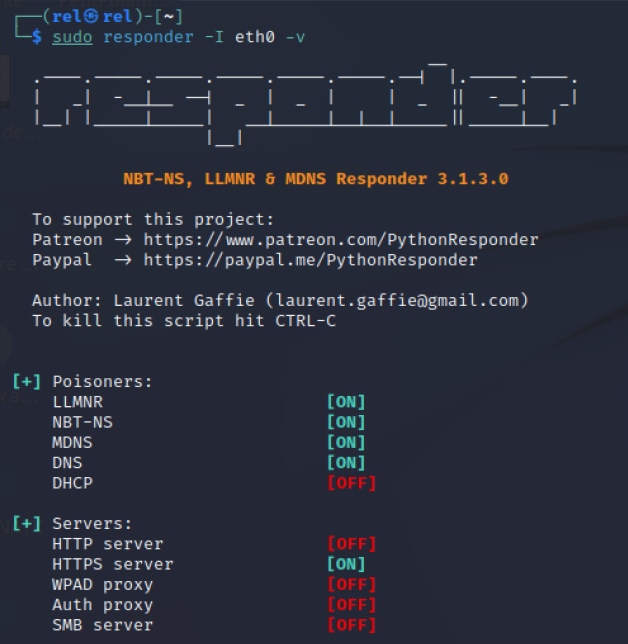 (rel㉿rel)-[~]
$ sudo responder -I eth0 -v
NBT-NS, LLMNR & MDNS Responder 3.1.3.0
To support this project:
Patreon -> https://www.patreon.com/PythonResponder
Paypal -> https://paypal.me/PythonResponder
Author: Laurent Gaffie (laurent.gaffie@gmail.com)
To kill this script hit CTRL-C
[+] Poisoners:
LLMNR [ON]
NBT-NS [ON]
MDNS [ON]
DNS [ON]
DHCP [OFF]
[+] Servers:
HTTP server [OFF]
HTTPS server [ON]
WPAD proxy [OFF]
Auth proxy [OFF]
SMB server [OFF]